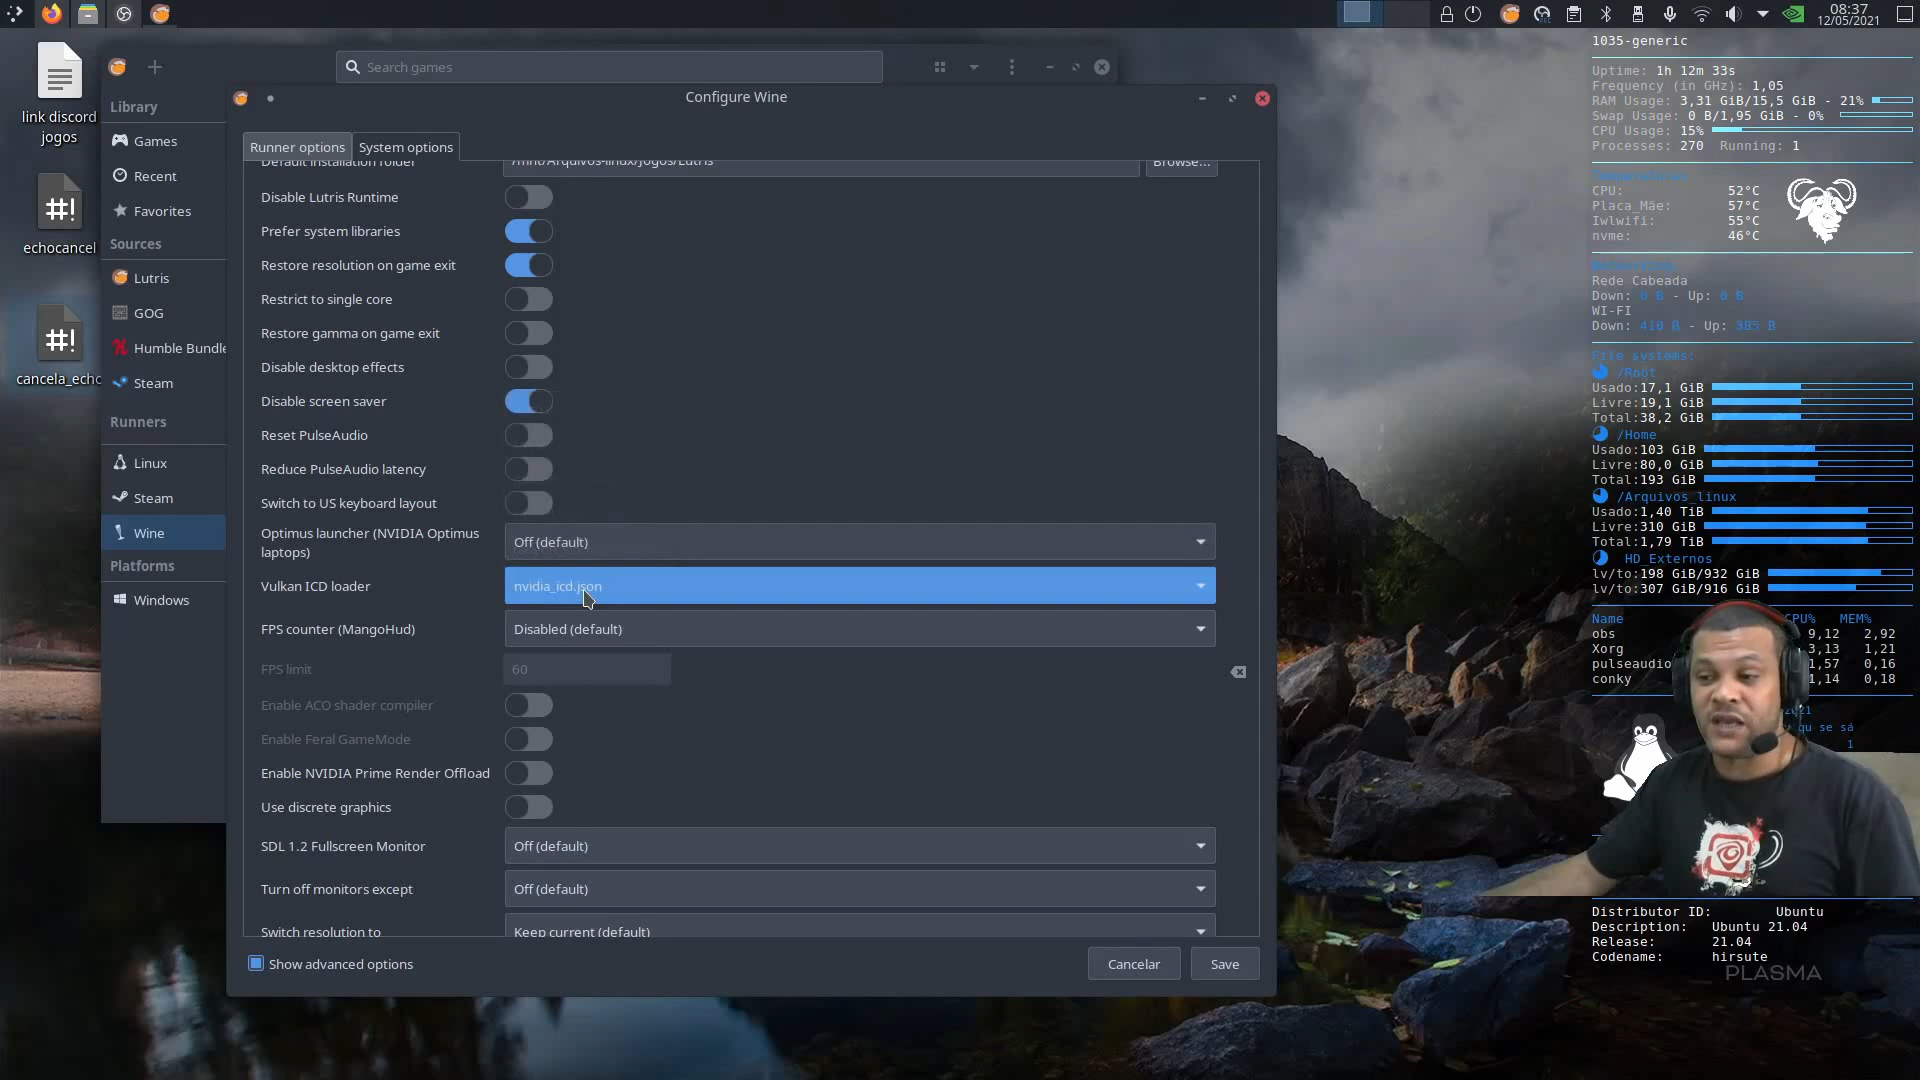 08:37
12/05/2021
link discord
jogos
echocancel
cancela_echo
Search games
Library
Games
Recent
Favorites
Sources
Lutris
GOG
Humble Bundle
Steam
Runners
Linux
Steam
Wine
Platforms
Windows
Configure Wine
Runner options
System options
Default installation folder
/mnt/Arquivos-linux/Jogos/Lutris
Browse...
Disable Lutris Runtime
Prefer system libraries
Restore resolution on game exit
Restrict to single core
Restore gamma on game exit
Disable desktop effects
Disable screen saver
Reset PulseAudio
Reduce PulseAudio latency
Switch to US keyboard layout
Optimus launcher (NVIDIA Optimus
laptops)
Off (default)
Vulkan ICD loader
nvidia_icd.json
FPS counter (MangoHud)
Disabled (default)
FPS limit
60
Enable ACO shader compiler
Enable Feral GameMode
Enable NVIDIA Prime Render Offload
Use discrete graphics
SDL 1.2 Fullscreen Monitor
Off (default)
Turn off monitors except
Off (default)
Switch resolution to
Keep current (default)
Show advanced options
Cancelar
Save
1035-generic
Uptime: 1h 12m 33s
Frequency (in GHz): 1,05
RAM Usage: 3,31 GiB/15,5 GiB - 21%
Swap Usage: 0 B/1,95 GiB - 0%
CPU Usage: 15%
Processes: 270 Running: 1
CPU: 52°C
Placa_Mãe: 57°C
Iwlwifi: 55°C
nvme: 46°C
Rede Cabeada
Down: 0 B - Up: 0 B
WI-FI
Down: 410 B - Up: 385 B
File systems:
/Root
Usado:17,1 GiB
Livre:19,1 GiB
Total:38,2 GiB
/Home
Usado:103 GiB
Livre:80,0 GiB
Total:193 GiB
/Arquivos_linux
Usado:1,40 TiB
Livre:310 GiB
Total:1,79 TiB
HD_Externos
lv/to:198 GiB/932 GiB
lv/to:307 GiB/916 GiB
Name CPU% MEM%
obs 9,12 2,92
Xorg 3,13 1,21
pulseaudio 1,57 0,16
conky 1,14 0,18
2021
qu se sá
1
Distributor ID: Ubuntu
Description: Ubuntu 21.04
Release: 21.04
Codename: hirsute
PLASMA